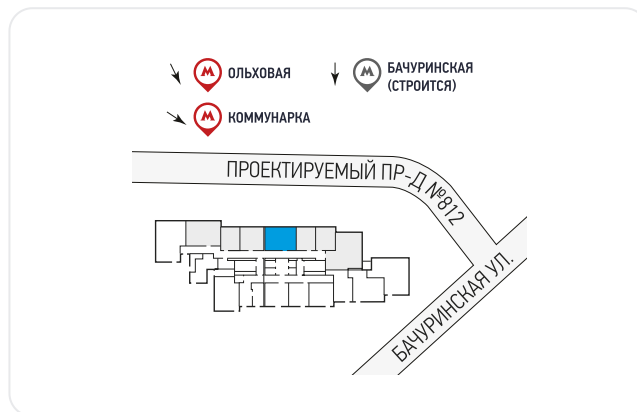 М ОЛЬХОВАЯ
М БАЧУРИНСКАЯ
(СТРОИТСЯ)
М КОММУНАРКА
ПРОЕКТИРУЕМЫЙ ПР-Д №812
БАЧУРИНСКАЯ УЛ.